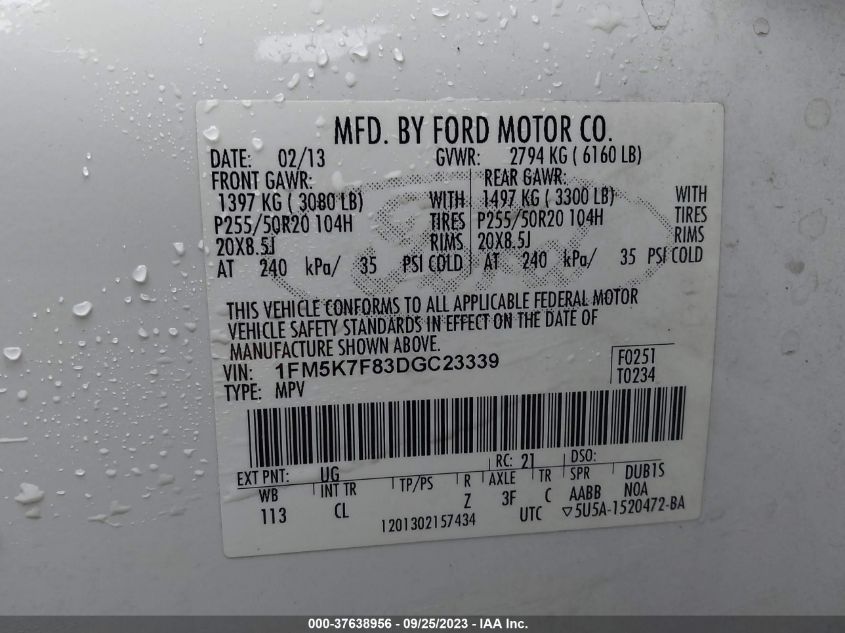 MFD. BY FORD MOTOR CO.
DATE: 02/13 GVWR: 2794 KG ( 6160 LB)
FRONT GAWR: REAR GAWR:
1397 KG ( 3080 LB) WITH 1497 KG ( 3300 LB) WITH
P255/50R20 104H TIRES P255/50R20 104H TIRES
20X8.5J RIMS 20X8.5J RIMS
AT 240 kPa/ 35 PSI COLD AT 240 kPa/ 35 PSI COLD
THIS VEHICLE CONFORMS TO ALL APPLICABLE FEDERAL MOTOR
VEHICLE SAFETY STANDARDS IN EFFECT ON THE DATE OF
MANUFACTURE SHOWN ABOVE.
VIN: 1FM5K7F83DGC23339 F0251
TYPE: MPV T0234
EXT PNT: UG RC: 21 DSO:
WB INT TR TP/PS R AXLE TR SPR DUB1S
113 CL Z 3F C AABB N0A
1201302157434 UTC ▽5U5A-1520472-BA
000-37638956 - 09/25/2023 - IAA Inc.